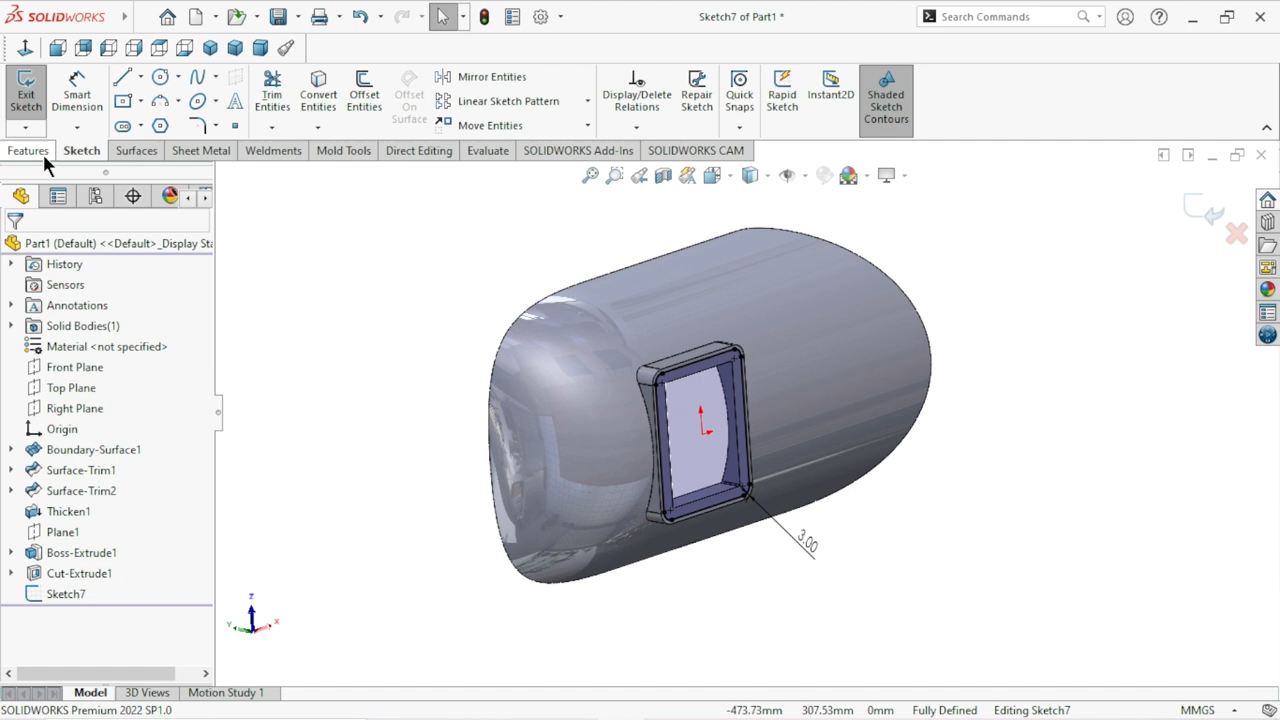 SOLIDWORKS
Sketch7 of Part1 *
Search Commands
Exit Sketch
Smart Dimension
Trim Entities
Convert Entities
Offset Entities
Offset On Surface
Mirror Entities
Linear Sketch Pattern
Move Entities
Display/Delete Relations
Repair Sketch
Quick Snaps
Rapid Sketch
Instant2D
Shaded Sketch Contours
Features
Sketch
Surfaces
Sheet Metal
Weldments
Mold Tools
Direct Editing
Evaluate
SOLIDWORKS Add-Ins
SOLIDWORKS CAM
Part1 (Default) <<Default>_Display Sta
History
Sensors
Annotations
Solid Bodies(1)
Material <not specified>
Front Plane
Top Plane
Right Plane
Origin
Boundary-Surface1
Surface-Trim1
Surface-Trim2
Thicken1
Plane1
Boss-Extrude1
Cut-Extrude1
Sketch7
3.00
Z
Y
X
Model
3D Views
Motion Study 1
SOLIDWORKS Premium 2022 SP1.0
-473.73mm
307.53mm
0mm
Fully Defined
Editing Sketch7
MMGS